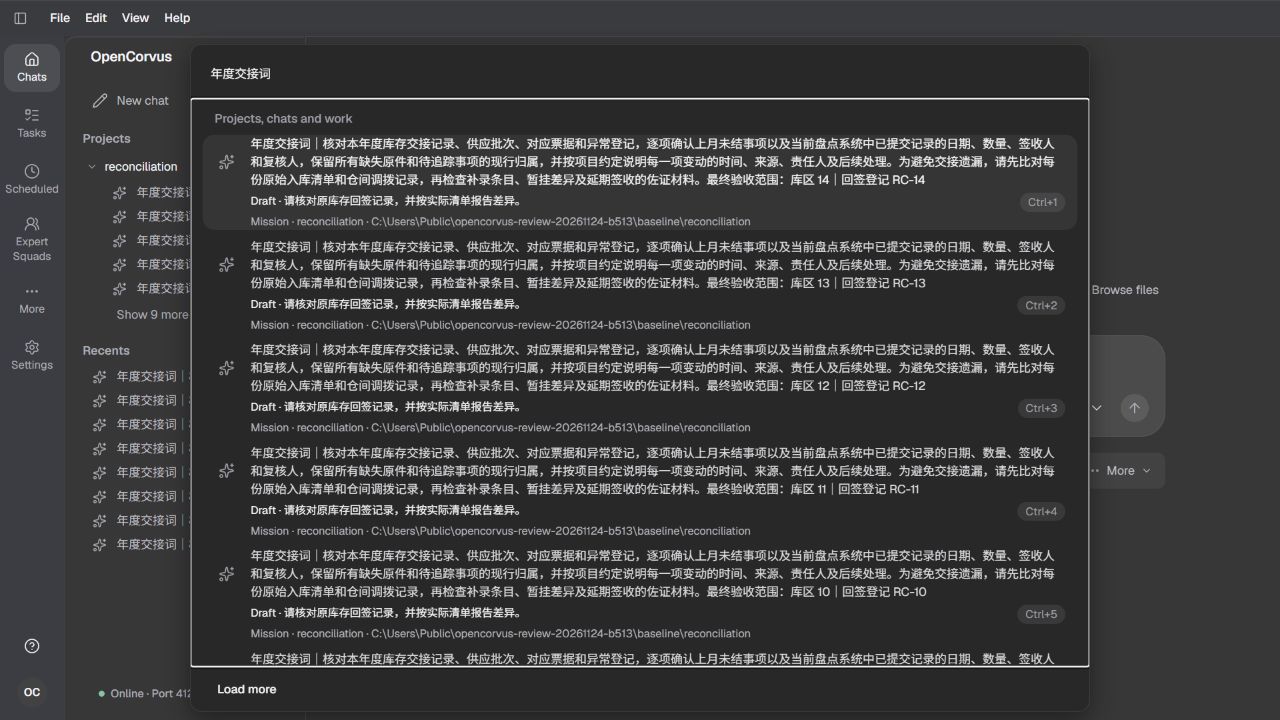 File Edit View Help
OpenCorvus
Chats
Tasks
Scheduled
Expert Squads
More
Settings
OC
New chat
Projects
reconciliation
年度交接
年度交接
年度交接
年度交接
年度交接
Show 9 more
Recents
年度交接词｜
年度交接词｜
年度交接词｜
年度交接词｜
年度交接词｜
年度交接词｜
年度交接词｜
年度交接词｜
Online · Port 412
年度交接词
Projects, chats and work
年度交接词｜核对本年度库存交接记录、供应批次、对应票据和异常登记，逐项确认上月未结事项以及当前盘点系统中已提交记录的日期、数量、签收人
和复核人，保留所有缺失原件和待追踪事项的现行归属，并按项目约定说明每一项变动的时间、来源、责任人及后续处理。为避免交接遗漏，请先比对每
份原始入库清单和仓间调拨记录，再检查补录条目、暂挂差异及延期签收的佐证材料。最终验收范围：库区 14｜回签登记 RC-14
Draft · 请核对原库存回签记录，并按实际清单报告差异。
Ctrl+1
Mission · reconciliation · C:\Users\Public\opencorvus-review-20261124-b513\baseline\reconciliation
年度交接词｜核对本年度库存交接记录、供应批次、对应票据和异常登记，逐项确认上月未结事项以及当前盘点系统中已提交记录的日期、数量、签收人
和复核人，保留所有缺失原件和待追踪事项的现行归属，并按项目约定说明每一项变动的时间、来源、责任人及后续处理。为避免交接遗漏，请先比对每
份原始入库清单和仓间调拨记录，再检查补录条目、暂挂差异及延期签收的佐证材料。最终验收范围：库区 13｜回签登记 RC-13
Draft · 请核对原库存回签记录，并按实际清单报告差异。
Ctrl+2
Mission · reconciliation · C:\Users\Public\opencorvus-review-20261124-b513\baseline\reconciliation
年度交接词｜核对本年度库存交接记录、供应批次、对应票据和异常登记，逐项确认上月未结事项以及当前盘点系统中已提交记录的日期、数量、签收人
和复核人，保留所有缺失原件和待追踪事项的现行归属，并按项目约定说明每一项变动的时间、来源、责任人及后续处理。为避免交接遗漏，请先比对每
份原始入库清单和仓间调拨记录，再检查补录条目、暂挂差异及延期签收的佐证材料。最终验收范围：库区 12｜回签登记 RC-12
Draft · 请核对原库存回签记录，并按实际清单报告差异。
Ctrl+3
Mission · reconciliation · C:\Users\Public\opencorvus-review-20261124-b513\baseline\reconciliation
年度交接词｜核对本年度库存交接记录、供应批次、对应票据和异常登记，逐项确认上月未结事项以及当前盘点系统中已提交记录的日期、数量、签收人
和复核人，保留所有缺失原件和待追踪事项的现行归属，并按项目约定说明每一项变动的时间、来源、责任人及后续处理。为避免交接遗漏，请先比对每
份原始入库清单和仓间调拨记录，再检查补录条目、暂挂差异及延期签收的佐证材料。最终验收范围：库区 11｜回签登记 RC-11
Draft · 请核对原库存回签记录，并按实际清单报告差异。
Ctrl+4
Mission · reconciliation · C:\Users\Public\opencorvus-review-20261124-b513\baseline\reconciliation
年度交接词｜核对本年度库存交接记录、供应批次、对应票据和异常登记，逐项确认上月未结事项以及当前盘点系统中已提交记录的日期、数量、签收人
和复核人，保留所有缺失原件和待追踪事项的现行归属，并按项目约定说明每一项变动的时间、来源、责任人及后续处理。为避免交接遗漏，请先比对每
份原始入库清单和仓间调拨记录，再检查补录条目、暂挂差异及延期签收的佐证材料。最终验收范围：库区 10｜回签登记 RC-10
Draft · 请核对原库存回签记录，并按实际清单报告差异。
Ctrl+5
Mission · reconciliation · C:\Users\Public\opencorvus-review-20261124-b513\baseline\reconciliation
年度交接词｜核对本年度库存交接记录、供应批次、对应票据和异常登记，逐项确认上月未结事项以及当前盘点系统中已提交记录的日期、数量、签收人
Load more
Browse files
More